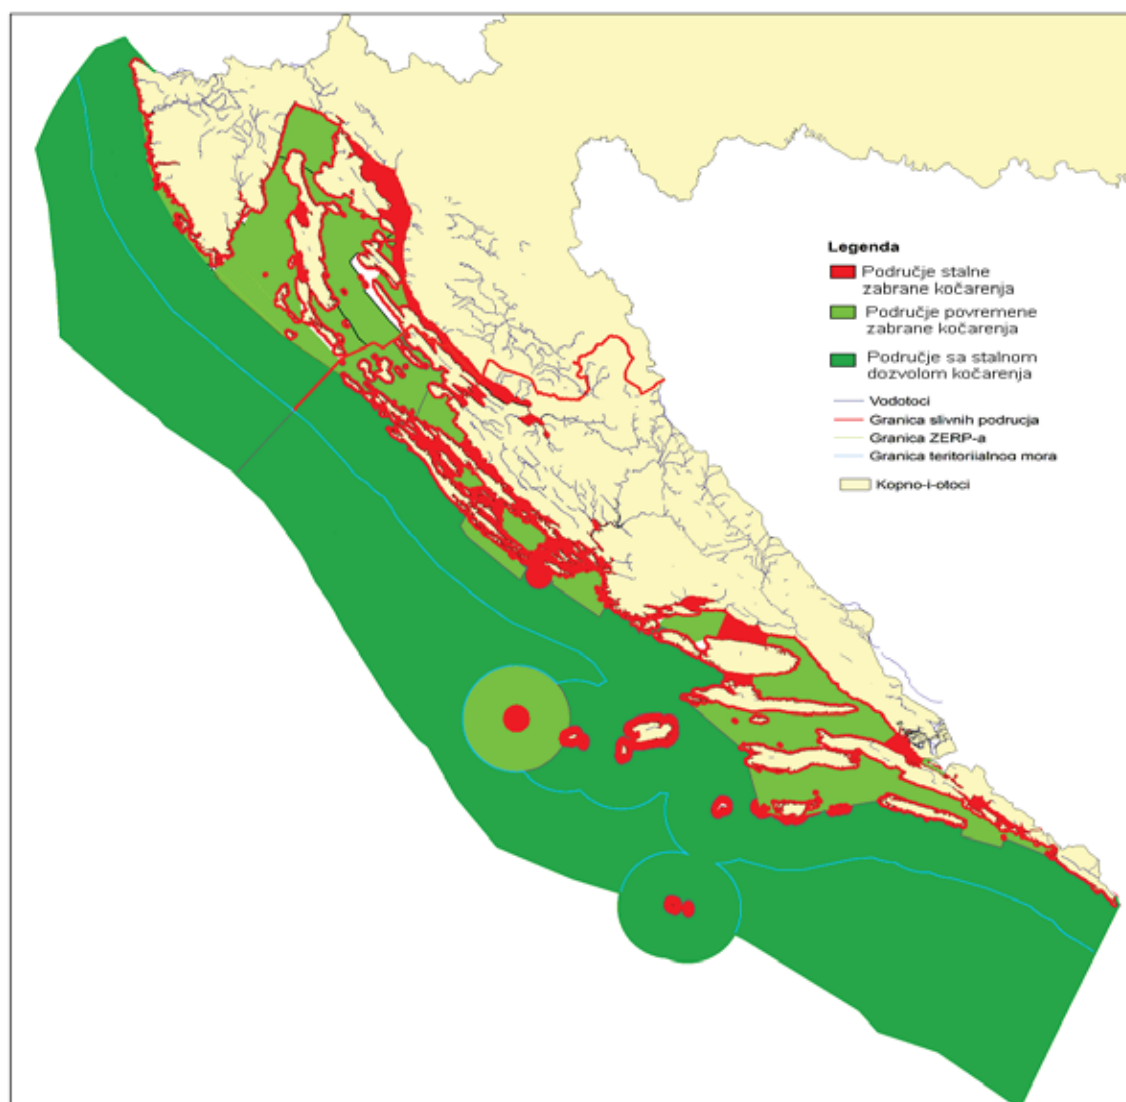 Legenda
Područje stalne
zabrane kočarenja
Područje povremene
zabrane kočarenja
Područje sa stalnom
dozvolom kočarenja
Vodotoci
Granica slivnih podrucja
Granica ZERP-a
Granica teritorijalnog mora
Kopno-i-otoci